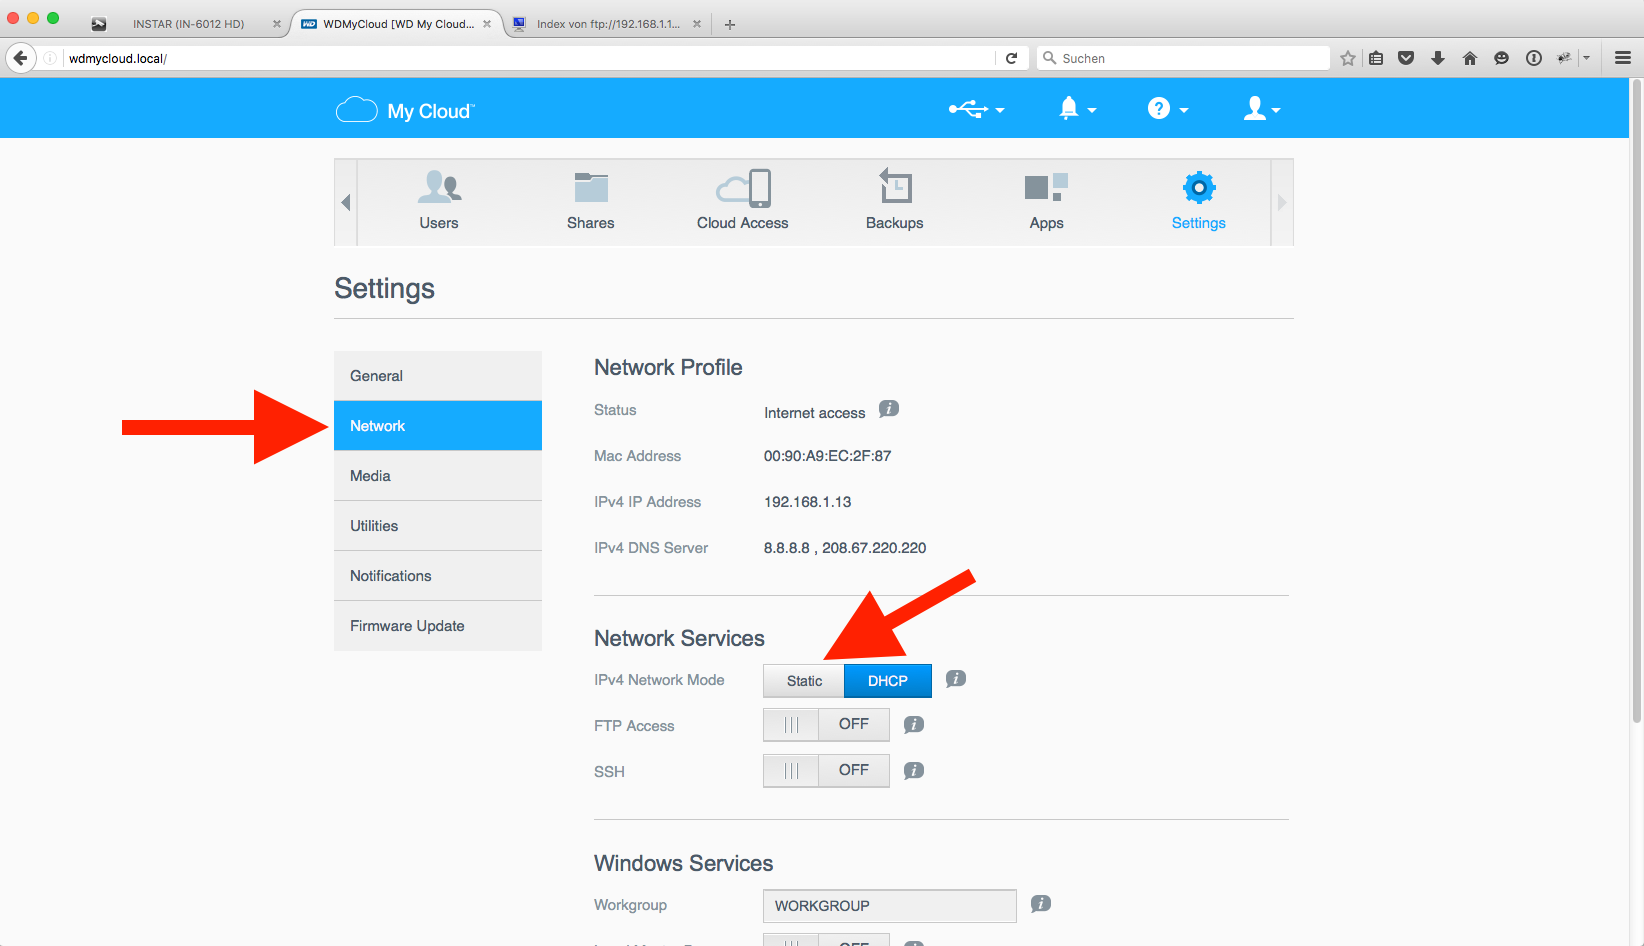 INSTAR (IN-6012 HD)
WDMyCloud [WD My Cloud...
Index von ftp://192.168.1.1...
wdmycloud.local/
Suchen
My Cloud™
Users
Shares
Cloud Access
Backups
Apps
Settings
Settings
General
Network
Media
Utilities
Notifications
Firmware Update
Network Profile
Status Internet access
Mac Address 00:90:A9:EC:2F:87
IPv4 IP Address 192.168.1.13
IPv4 DNS Server 8.8.8.8 , 208.67.220.220
Network Services
IPv4 Network Mode Static DHCP
FTP Access OFF
SSH OFF
Windows Services
Workgroup WORKGROUP